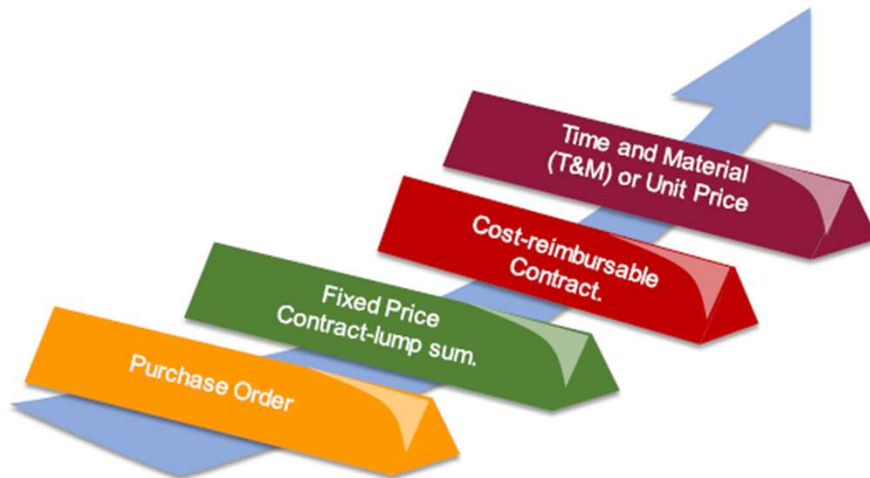 Time and Material
(T&M) or Unit Price
Cost-reimbursable
Contract.
Fixed Price
Contract-lump sum.
Purchase Order